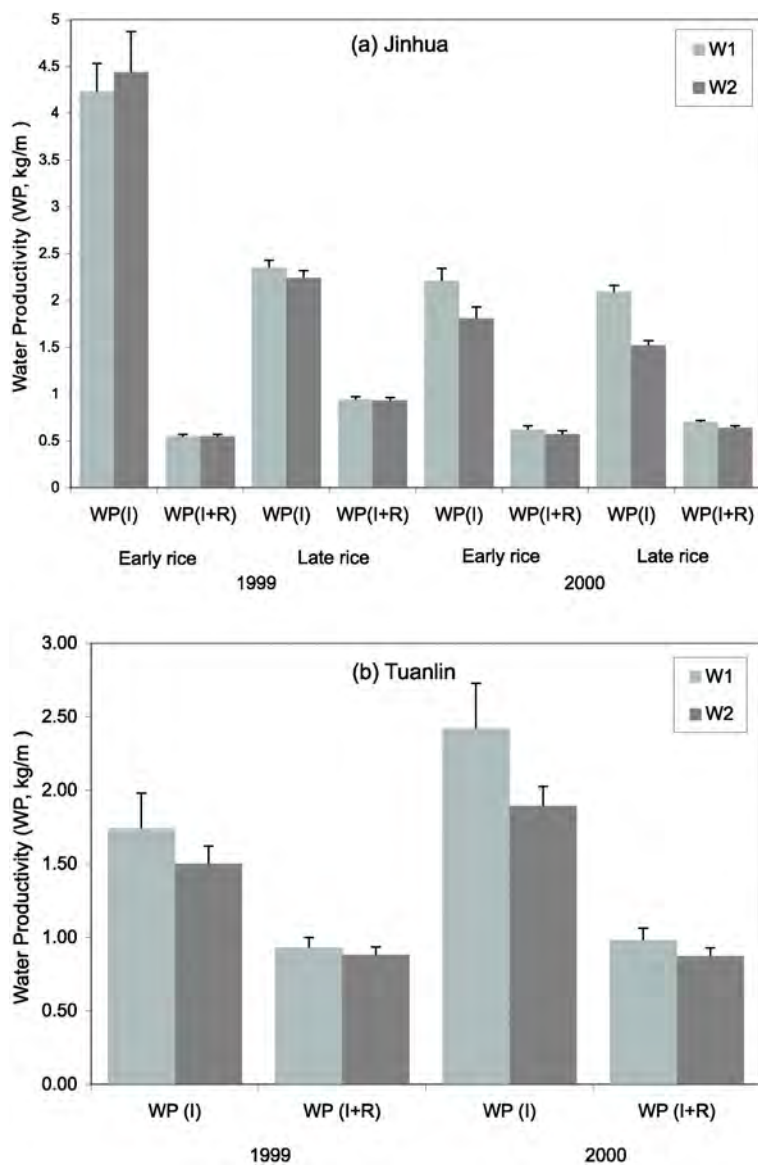 (a) Jinhua
W1
W2
Water Productivity (WP, kg/m )
5
4.5
4
3.5
3
2.5
2
1.5
1
0.5
0
WP(I) WP(I+R) WP(I) WP(I+R) WP(I) WP(I+R) WP(I) WP(I+R)
Early rice Late rice Early rice Late rice
1999 2000
(b) Tuanlin
W1
W2
Water Productivity (WP, kg/m )
3.00
2.50
2.00
1.50
1.00
0.50
0.00
WP (I) WP (I+R) WP (I) WP (I+R)
1999 2000